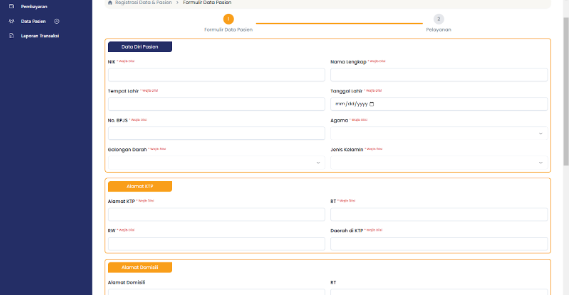 Pembayaran
Registrasi Data & Pasien > Formulir Data Pasien
Data Pasien
Laporan Transaksi
1
2
Formulir Data Pasien
Pelayanan
Data Diri Pasien
NIK * Wajib Diisi
Nama Lengkap * Wajib Diisi
Tempat Lahir * Wajib Diisi
Tanggal Lahir * Wajib Diisi
mm/dd/yyyy
No. BPJS * Wajib Diisi
Agama * Wajib Diisi
Golongan Darah * Wajib Diisi
Jenis Kelamin * Wajib Diisi
Alamat KTP
Alamat KTP * Wajib Diisi
RT * Wajib Diisi
RW * Wajib Diisi
Daerah di KTP * Wajib Diisi
Alamat Domisili
Alamat Domisili
RT